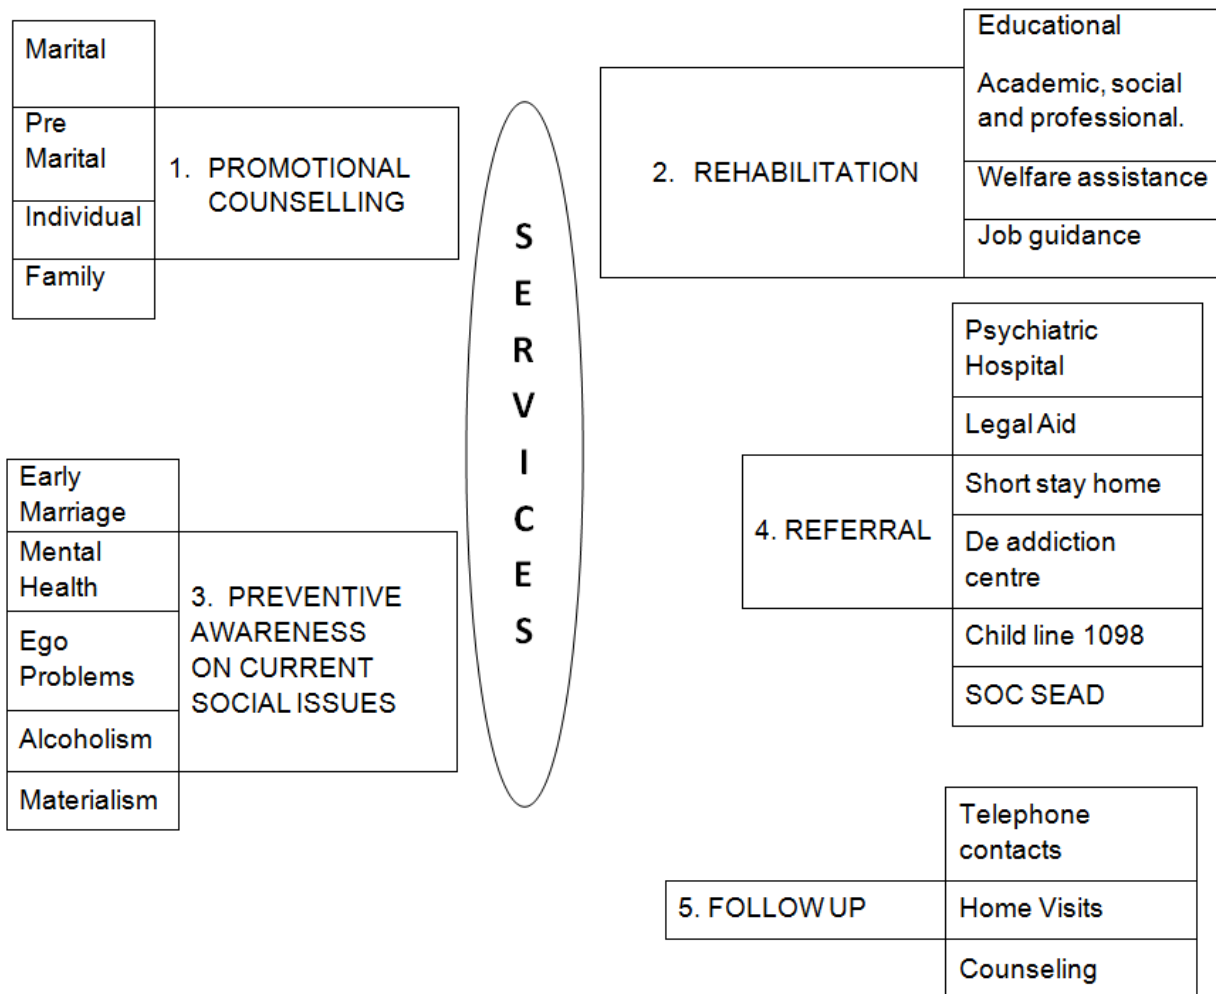 Marital
Pre
Marital
Individual
Family
1. PROMOTIONAL
COUNSELLING
S
E
R
V
I
C
E
S
2. REHABILITATION
Educational
Academic, social
and professional.
Welfare assistance
Job guidance
Early
Marriage
Mental
Health
Ego
Problems
Alcoholism
Materialism
3. PREVENTIVE
AWARENESS
ON CURRENT
SOCIAL ISSUES
4. REFERRAL
Psychiatric
Hospital
Legal Aid
Short stay home
De addiction
centre
Child line 1098
SOC SEAD
5. FOLLOW UP
Telephone
contacts
Home Visits
Counseling